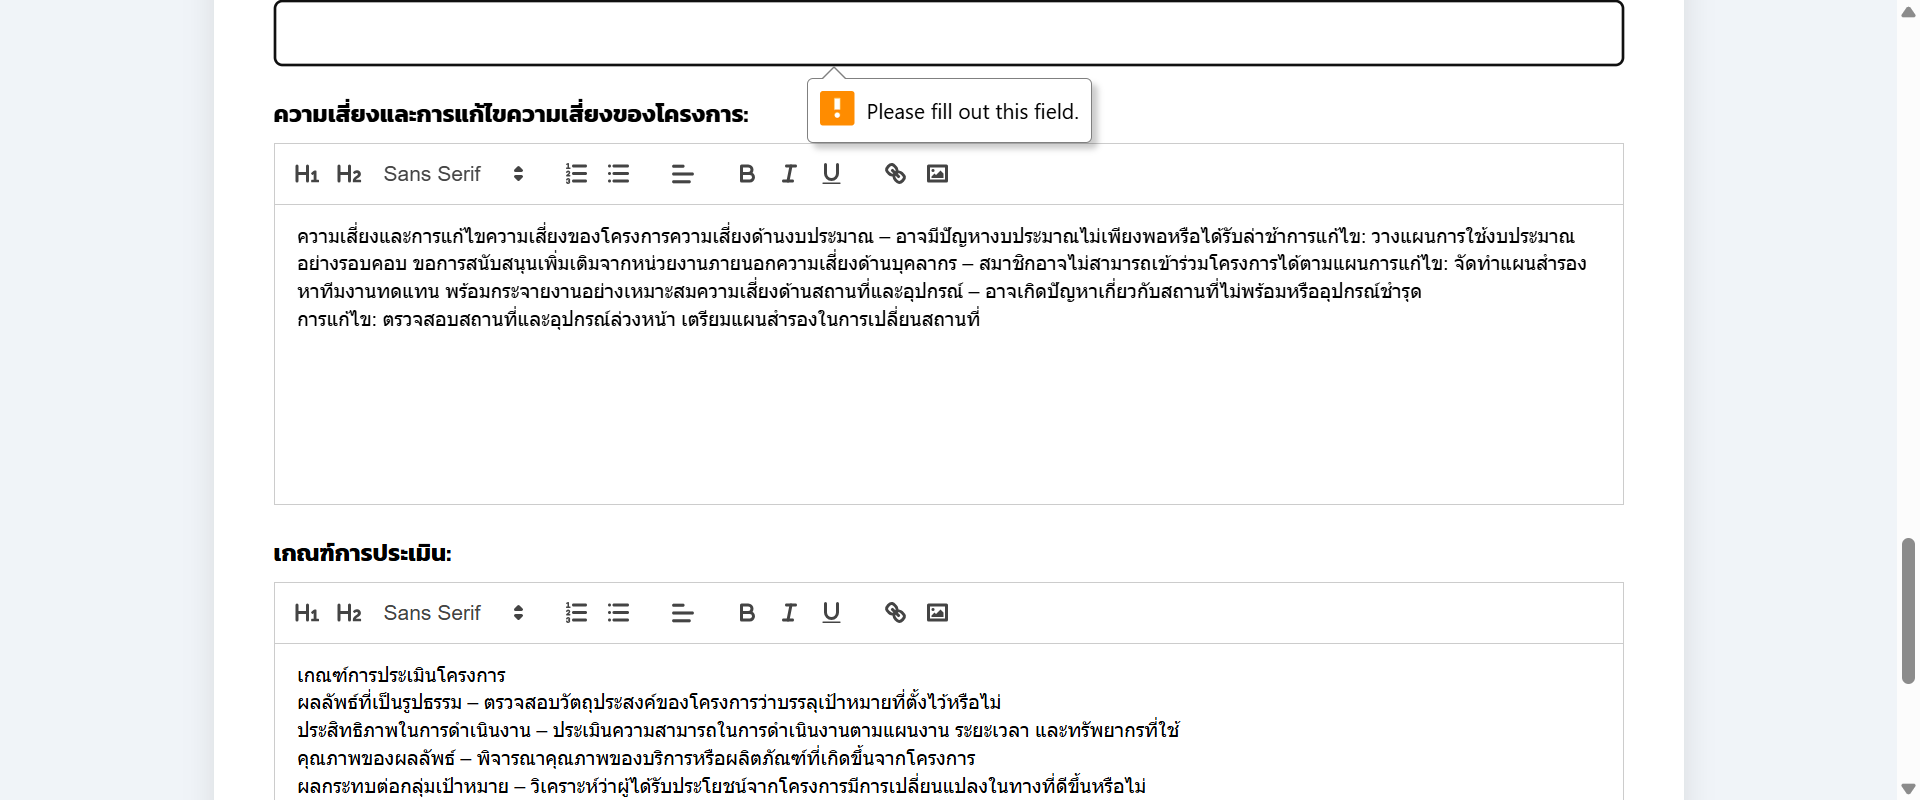 Please fill out this field.
ความเสี่ยงและการแก้ไขความเสี่ยงของโครงการ:
H1 H2 Sans Serif B I U
ความเสี่ยงและการแก้ไขความเสี่ยงของโครงการความเสี่ยงด้านงบประมาณ – อาจมีปัญหางบประมาณไม่เพียงพอหรือได้รับล่าช้าการแก้ไข: วางแผนการใช้งบประมาณ
อย่างรอบคอบ ขอการสนับสนุนเพิ่มเติมจากหน่วยงานภายนอกความเสี่ยงด้านบุคลากร – สมาชิกอาจไม่สามารถเข้าร่วมโครงการได้ตามแผนการแก้ไข: จัดทำแผนสำรอง
หาทีมงานทดแทน พร้อมกระจายงานอย่างเหมาะสมความเสี่ยงด้านสถานที่และอุปกรณ์ – อาจเกิดปัญหาเกี่ยวกับสถานที่ไม่พร้อมหรืออุปกรณ์ชำรุด
การแก้ไข: ตรวจสอบสถานที่และอุปกรณ์ล่วงหน้า เตรียมแผนสำรองในการเปลี่ยนสถานที่
เกณฑ์การประเมิน:
H1 H2 Sans Serif B I U
เกณฑ์การประเมินโครงการ
ผลลัพธ์ที่เป็นรูปธรรม – ตรวจสอบวัตถุประสงค์ของโครงการว่าบรรลุเป้าหมายที่ตั้งไว้หรือไม่
ประสิทธิภาพในการดำเนินงาน – ประเมินความสามารถในการดำเนินงานตามแผนงาน ระยะเวลา และทรัพยากรที่ใช้
คุณภาพของผลลัพธ์ – พิจารณาคุณภาพของบริการหรือผลิตภัณฑ์ที่เกิดขึ้นจากโครงการ
ผลกระทบต่อกลุ่มเป้าหมาย – วิเคราะห์ว่าผู้ได้รับประโยชน์จากโครงการมีการเปลี่ยนแปลงในทางที่ดีขึ้นหรือไม่